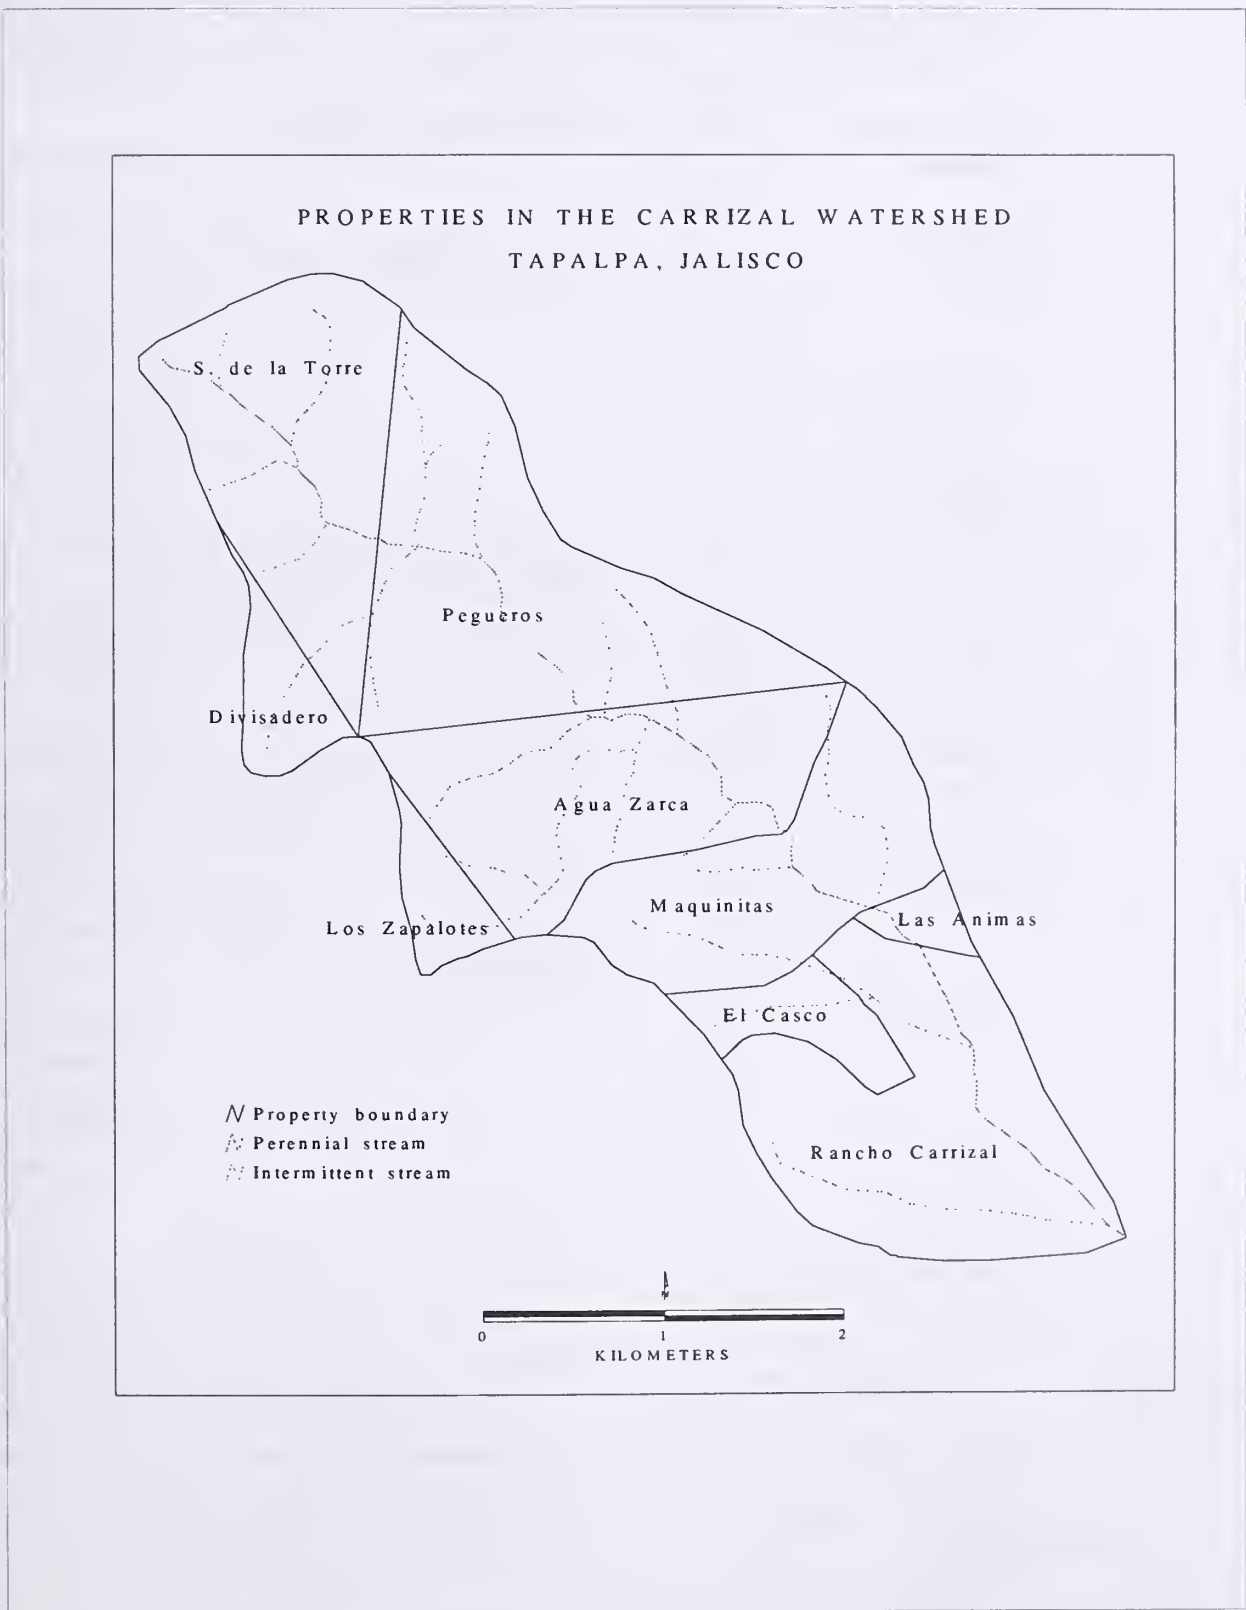 PROPERTIES IN THE CARRIZAL WATERSHED
TAPALPA, JALISCO
S. de la Torre
Pegueros
Divisadero
Agua Zarca
Maquinitas
Las Animas
Los Zapalotes
El Casco
Property boundary
Perennial stream
Intermittent stream
Rancho Carrizal
0 1 2
KILOMETERS